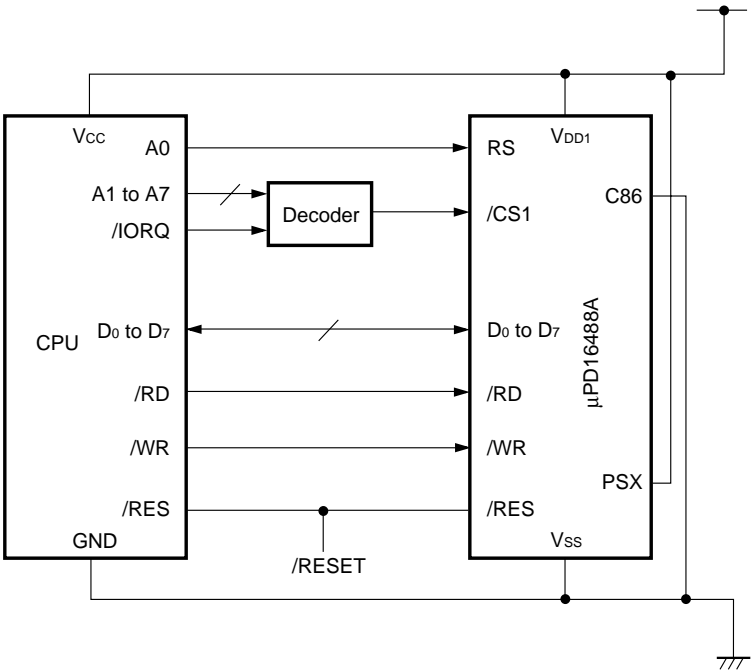 VCC
A0
A1 to A7
/IORQ
CPU
D0 to D7
/RD
/WR
/RES
GND
Decoder
/RESET
VDD1
RS
/CS1
C86
D0 to D7
μPD16488A
/RD
/WR
PSX
/RES
VSS